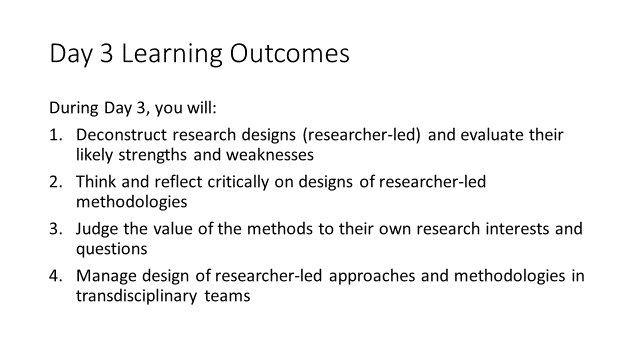 Day 3 Learning Outcomes
During Day 3, you will:
1. Deconstruct research designs (researcher-led) and evaluate their
likely strengths and weaknesses
2. Think and reflect critically on designs of researcher-led
methodologies
3. Judge the value of the methods to their own research interests and
questions
4. Manage design of researcher-led approaches and methodologies in
transdisciplinary teams